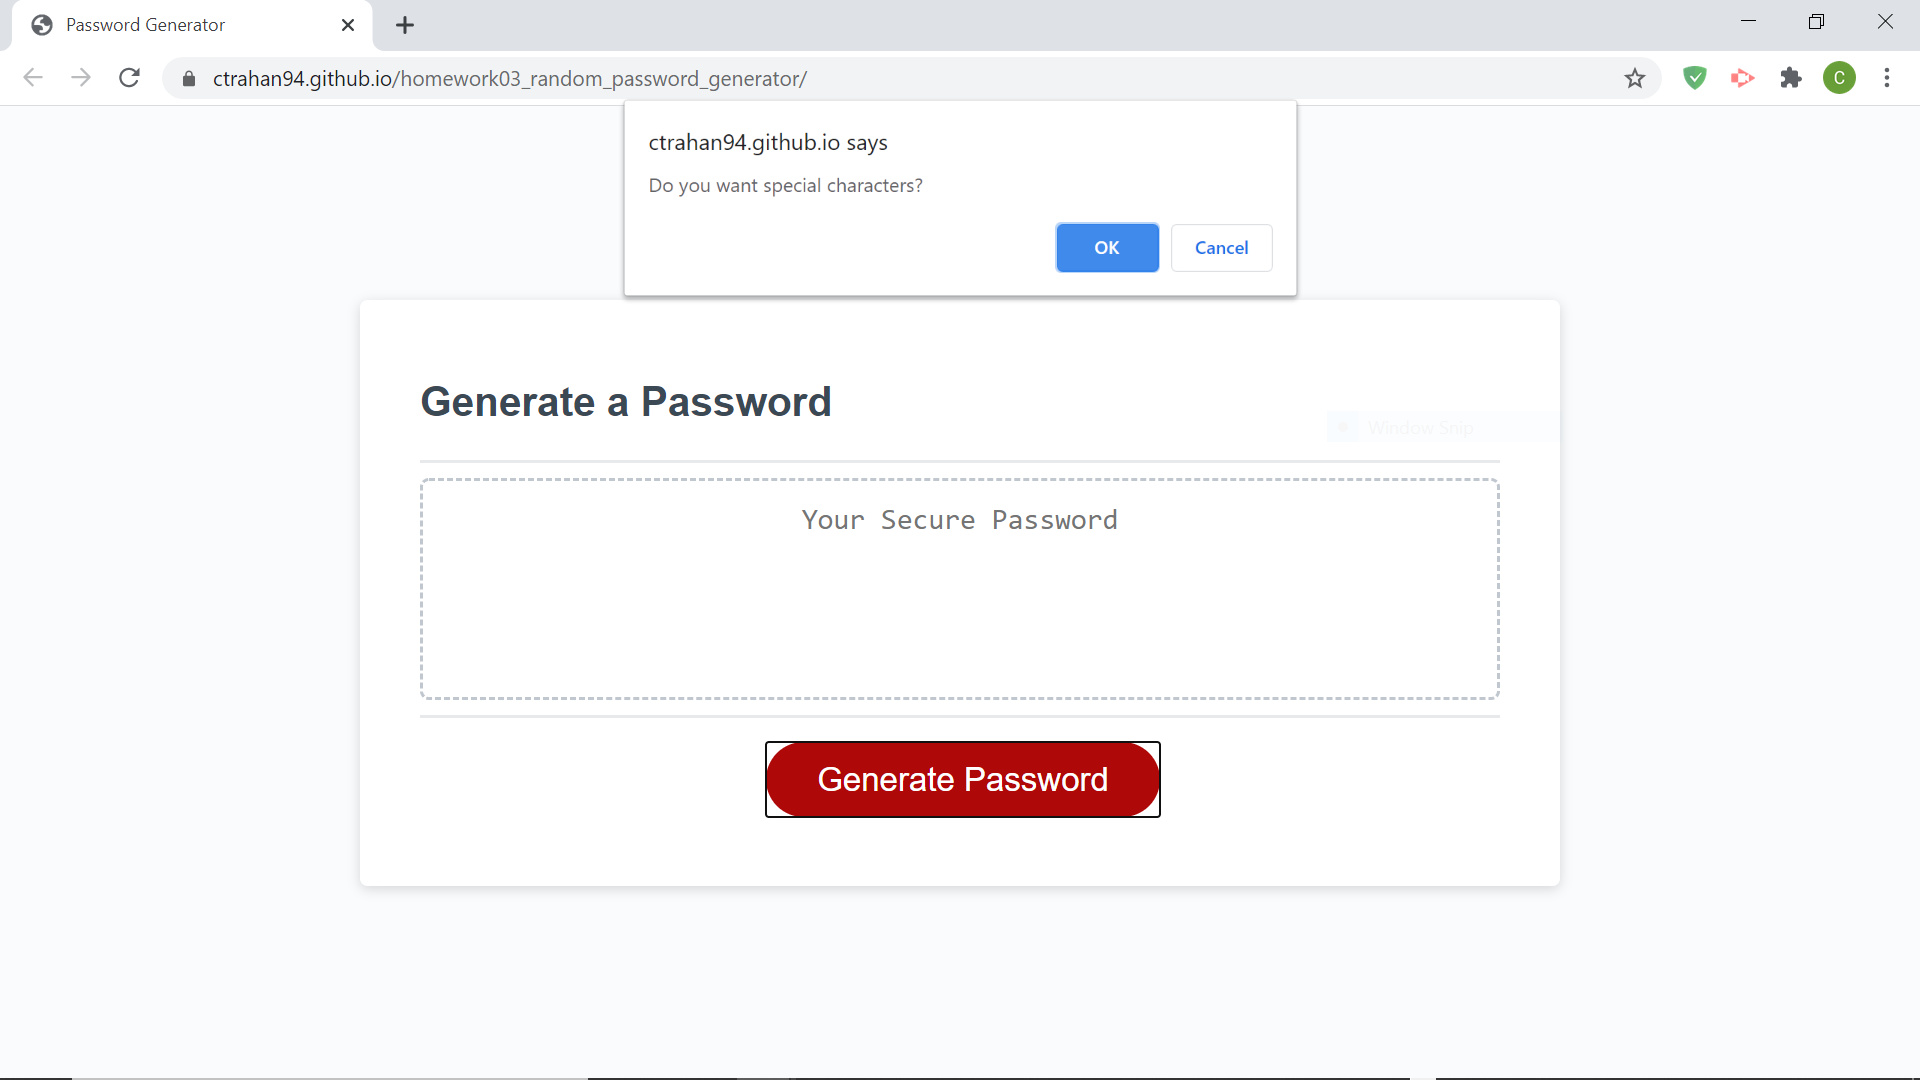 Password Generator
ctrahan94.github.io/homework03_random_password_generator/
C
ctrahan94.github.io says
Do you want special characters?
OK Cancel
Generate a Password
Window Snip
Your Secure Password
Generate Password